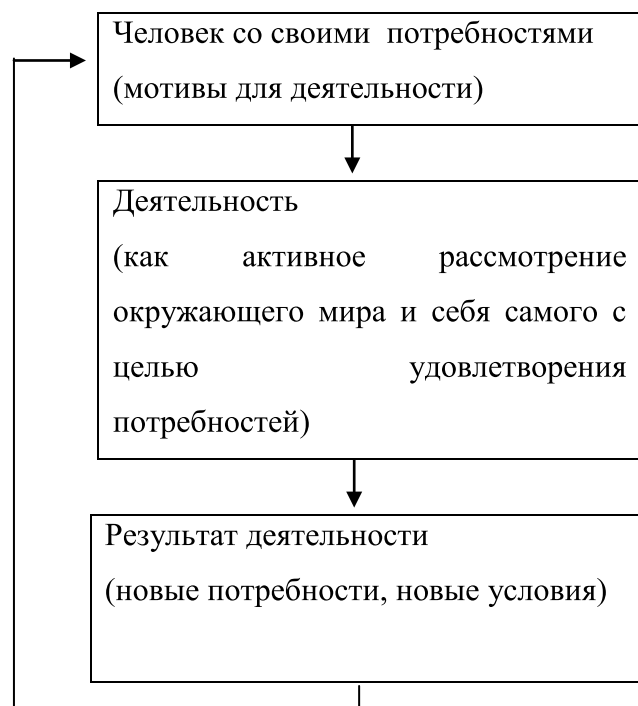 Человек со своими потребностями
(мотивы для деятельности)
Деятельность
(как активное рассмотрение
окружающего мира и себя самого с
целью удовлетворения
потребностей)
Результат деятельности
(новые потребности, новые условия)